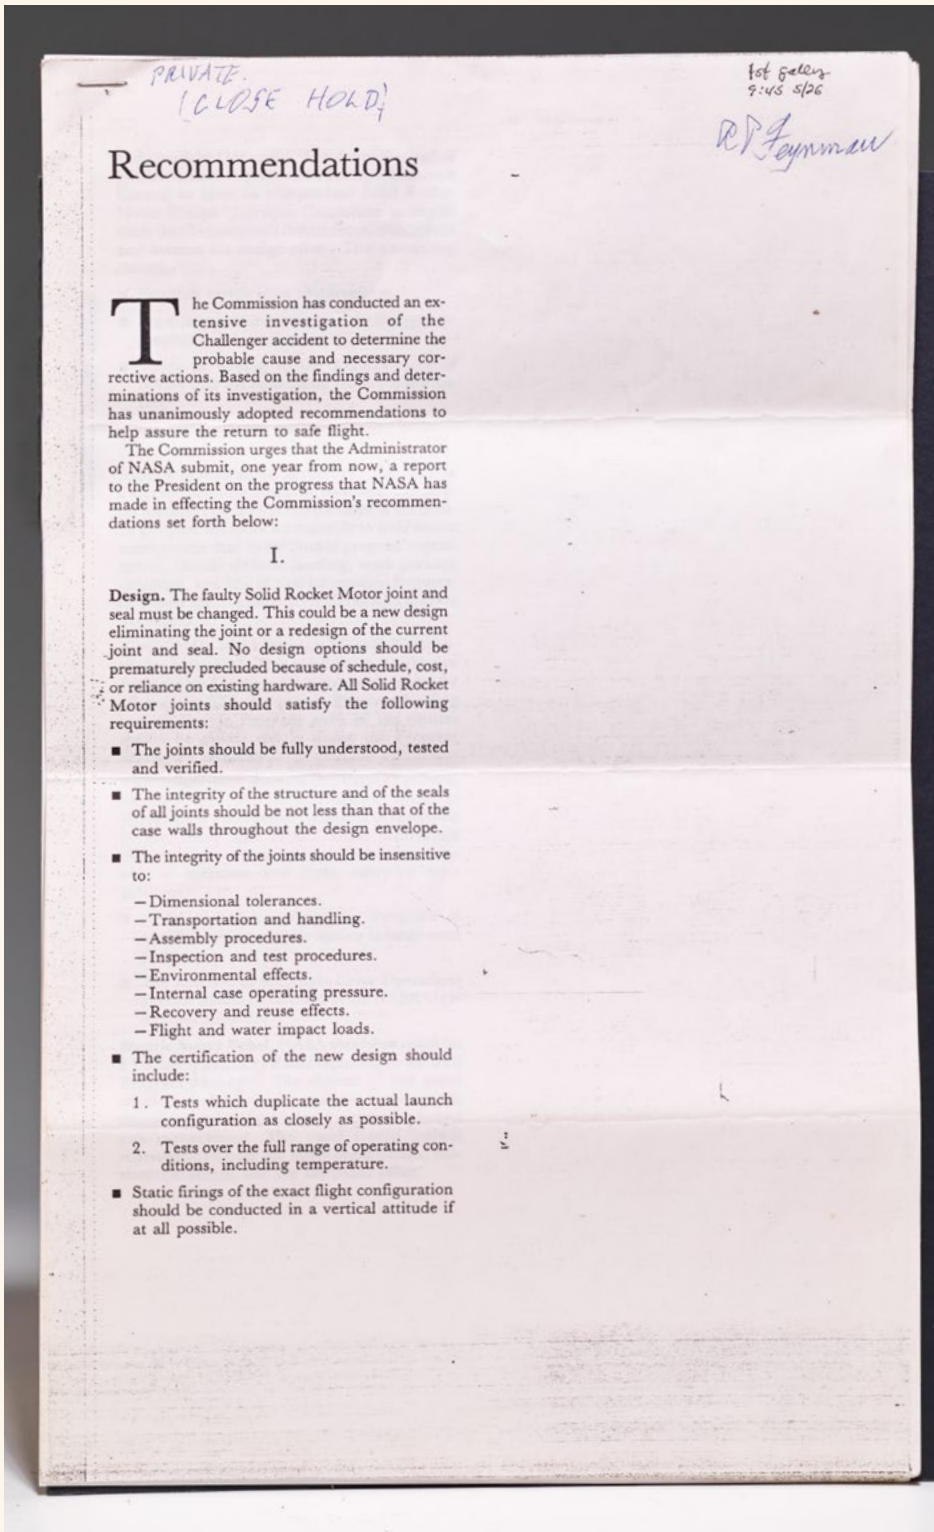 PRIVATE.
(CLOSE HOLD)
1st galley
9:45 5/26
R P Feynman
Recommendations
The Commission has conducted an ex-
tensive investigation of the
Challenger accident to determine the
probable cause and necessary cor-
rective actions. Based on the findings and deter-
minations of its investigation, the Commission
has unanimously adopted recommendations to
help assure the return to safe flight.
The Commission urges that the Administrator
of NASA submit, one year from now, a report
to the President on the progress that NASA has
made in effecting the Commission's recommen-
dations set forth below:
I.
Design. The faulty Solid Rocket Motor joint and
seal must be changed. This could be a new design
eliminating the joint or a redesign of the current
joint and seal. No design options should be
prematurely precluded because of schedule, cost,
or reliance on existing hardware. All Solid Rocket
Motor joints should satisfy the following
requirements:
■ The joints should be fully understood, tested
and verified.
■ The integrity of the structure and of the seals
of all joints should be not less than that of the
case walls throughout the design envelope.
■ The integrity of the joints should be insensitive
to:
—Dimensional tolerances.
—Transportation and handling.
—Assembly procedures.
—Inspection and test procedures.
—Environmental effects.
—Internal case operating pressure.
—Recovery and reuse effects.
—Flight and water impact loads.
■ The certification of the new design should
include:
1. Tests which duplicate the actual launch
configuration as closely as possible.
2. Tests over the full range of operating con-
ditions, including temperature.
■ Static firings of the exact flight configuration
should be conducted in a vertical attitude if
at all possible.